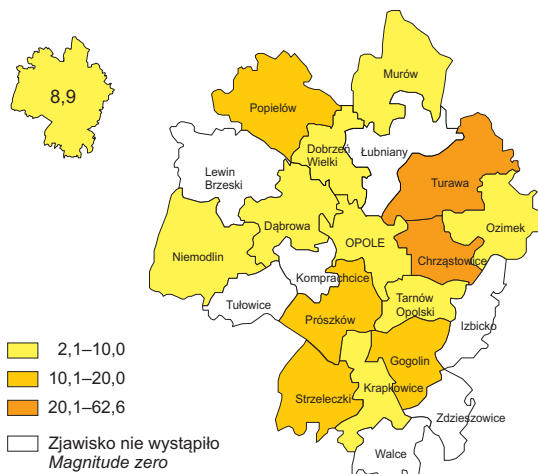 8,9
Murów
Popielów
Dobrzeń
Wielki
Łubniany
Lewin
Brzeski
Turawa
Ozimek
Dąbrowa
OPOLE
Niemodlin
Chrząstowice
Komprachcice
Tułowice
Tarnów
Opolski
Izbicko
Prószków
Gogolin
Strzeleczki
Krapkowice
Zdzieszowice
Walce
2,1–10,0
10,1–20,0
20,1–62,6
Zjawisko nie wystąpiło
Magnitude zero